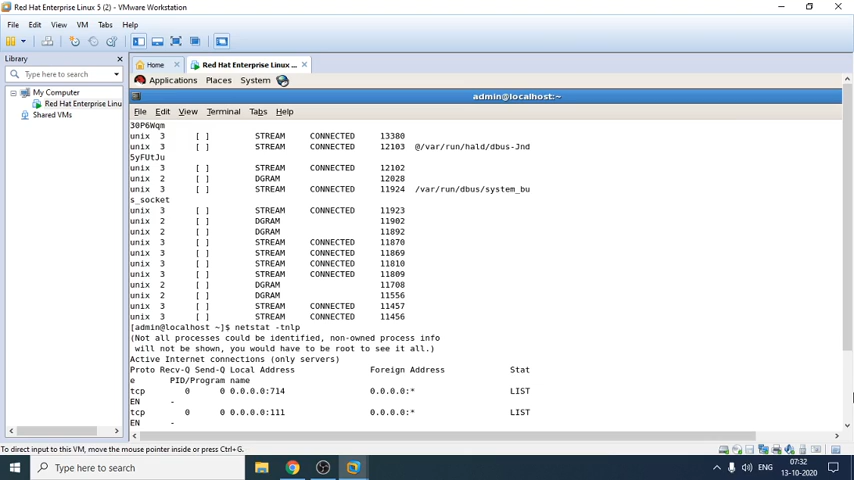 Red Hat Enterprise Linux 5 (2) - VMware Workstation
File Edit View VM Tabs Help
Library
Type here to search
My Computer
Red Hat Enterprise Linu
Shared VMs
Home
Red Hat Enterprise Linux ...
Applications Places System
admin@localhost:~
File Edit View Terminal Tabs Help
30P6Wqm
unix 3 [ ] STREAM CONNECTED 13380
unix 3 [ ] STREAM CONNECTED 12103 @/var/run/hald/dbus-Jnd
5yFUtJu
unix 3 [ ] STREAM CONNECTED 12102
unix 2 [ ] DGRAM 12028
unix 3 [ ] STREAM CONNECTED 11924 /var/run/dbus/system_bu
s_socket
unix 3 [ ] STREAM CONNECTED 11923
unix 2 [ ] DGRAM 11902
unix 2 [ ] DGRAM 11892
unix 3 [ ] STREAM CONNECTED 11870
unix 3 [ ] STREAM CONNECTED 11869
unix 3 [ ] STREAM CONNECTED 11810
unix 3 [ ] STREAM CONNECTED 11809
unix 2 [ ] DGRAM 11708
unix 2 [ ] DGRAM 11556
unix 3 [ ] STREAM CONNECTED 11457
unix 3 [ ] STREAM CONNECTED 11456
[admin@localhost ~]$ netstat -tnlp
(Not all processes could be identified, non-owned process info
will not be shown, you would have to be root to see it all.)
Active Internet connections (only servers)
Proto Recv-Q Send-Q Local Address Foreign Address Stat
e PID/Program name
tcp 0 0 0.0.0.0:714 0.0.0.0:* LIST
EN -
tcp 0 0 0.0.0.0:111 0.0.0.0:* LIST
EN -
To direct input to this VM, move the mouse pointer inside or press Ctrl+G.
Type here to search
ENG
07:32
13-10-2020